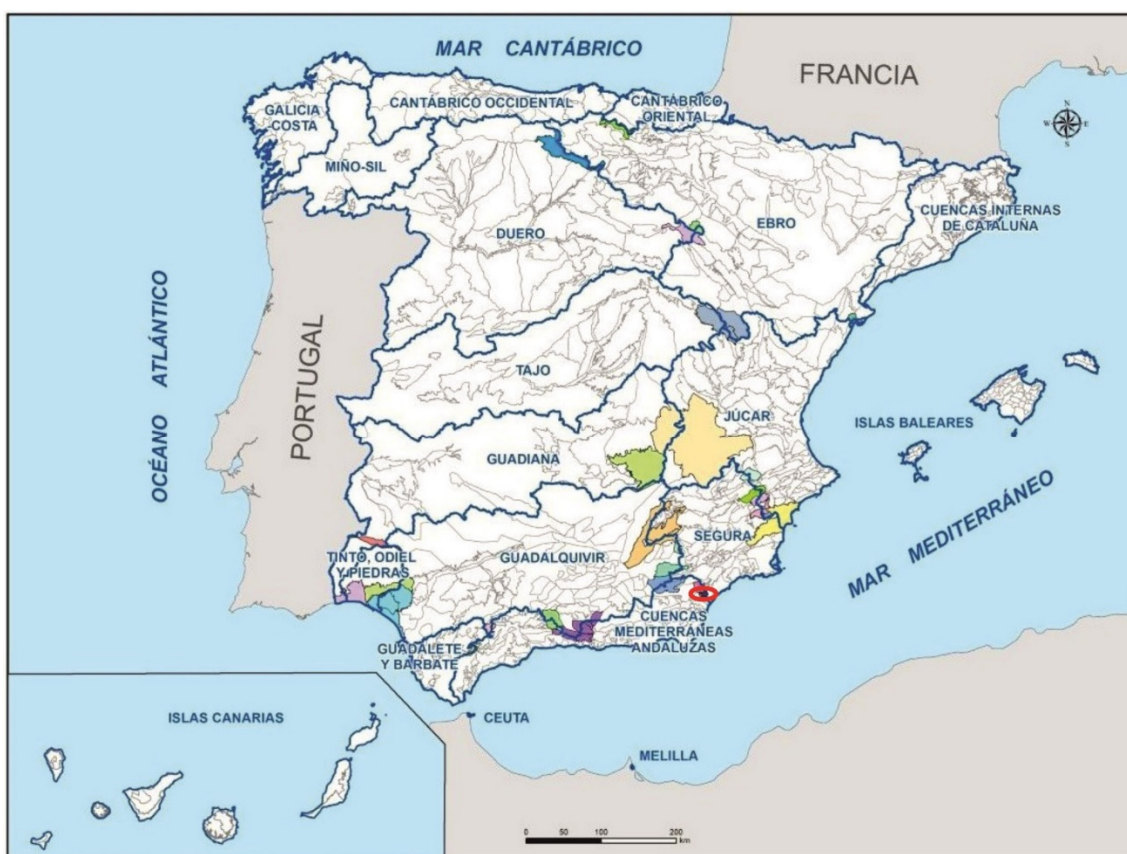 MAR CANTÁBRICO
FRANCIA
GALICIA
COSTA
CANTÁBRICO OCCIDENTAL
CANTÁBRICO
ORIENTAL
N
W
E
S
MIÑO-SIL
DUERO
EBRO
CUENCAS INTERNAS
DE CATALUÑA
OCÉANO ATLÁNTICO
PORTUGAL
TAJO
JÚCAR
ISLAS BALEARES
GUADIANA
MAR MEDITERRÁNEO
SEGURA
GUADALQUIVIR
TINTO, ODIEL
Y PIEDRAS
CUENCAS
MEDITERRÁNEAS
ANDALUZAS
GUADALETE
Y BARBATE
ISLAS CANARIAS
CEUTA
MELILLA
0 50 100 200
km